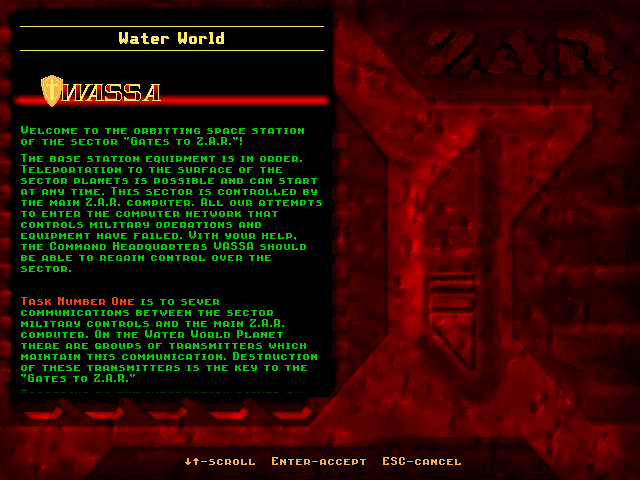 Water World
Z.A.R.
WASSA
Welcome to the orbitting space station
of the sector "Gates to Z.A.R."!
The base station equipment is in order.
Teleportation to the surface of the
sector planets is possible and can start
at any time. This sector is controlled by
the main Z.A.R. computer. All our attempts
to enter the computer network that
controls military operations and
equipment have failed. With your help,
the Command Headquarters WASSA should
be able to regain control over the
sector.
Task Number One is to sever
communications between the sector
military controls and the main Z.A.R.
computer. On the Water World Planet
there are groups of transmitters which
maintain this communication. Destruction
of these transmitters is the key to the
"Gates to Z.A.R."
↓↑-scroll Enter-accept ESC-cancel